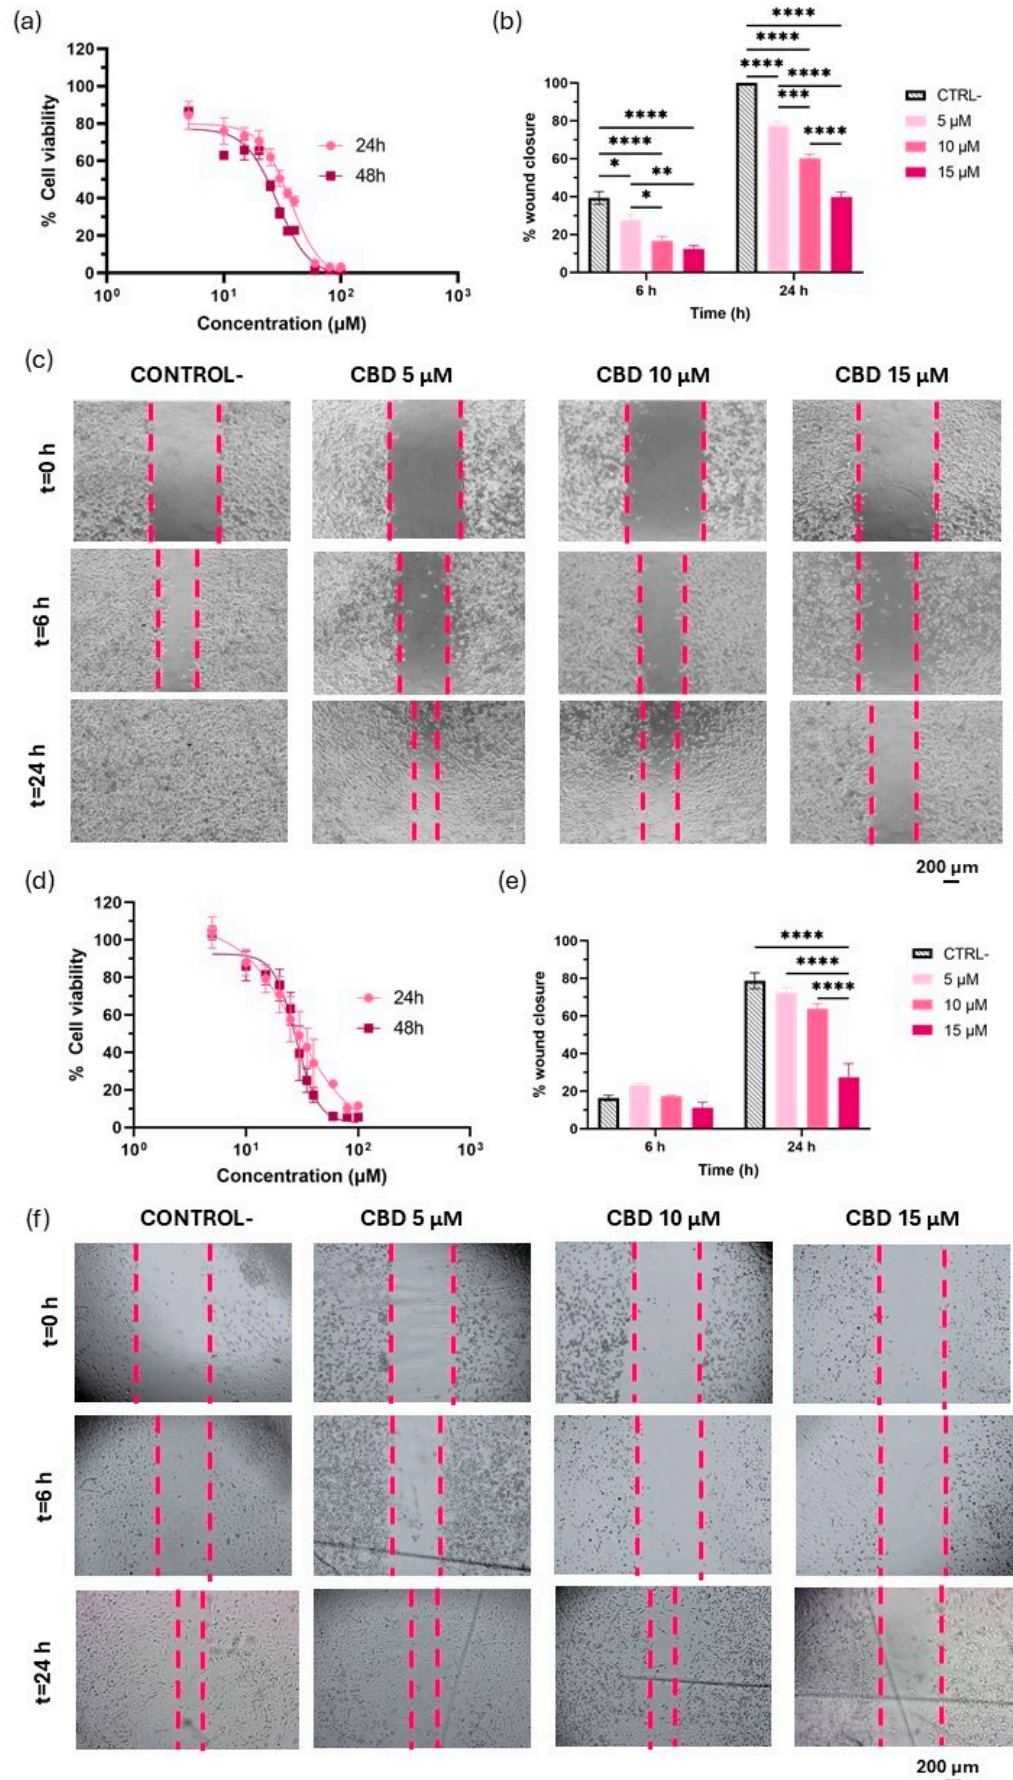 (a)
120
100
80
60
40
20
0
% Cell viability
24h
48h
10⁰ 10¹ 10² 10³
Concentration (µM)
(b)
****
****
**** ****
***
****
****
****
* **
*
100
80
60
40
20
0
% wound closure
6 h 24 h
Time (h)
CTRL-
5 µM
10 µM
15 µM
(c)
CONTROL- CBD 5 µM CBD 10 µM CBD 15 µM
t=0 h
t=6 h
t=24 h
200 µm
(d)
120
100
80
60
40
20
0
% Cell viability
24h
48h
10⁰ 10¹ 10² 10³
Concentration (µM)
(e)
****
****
****
100
80
60
40
20
0
% wound closure
6 h 24 h
Time (h)
CTRL-
5 µM
10 µM
15 µM
(f)
CONTROL- CBD 5 µM CBD 10 µM CBD 15 µM
t=0 h
t=6 h
t=24 h
200 µm